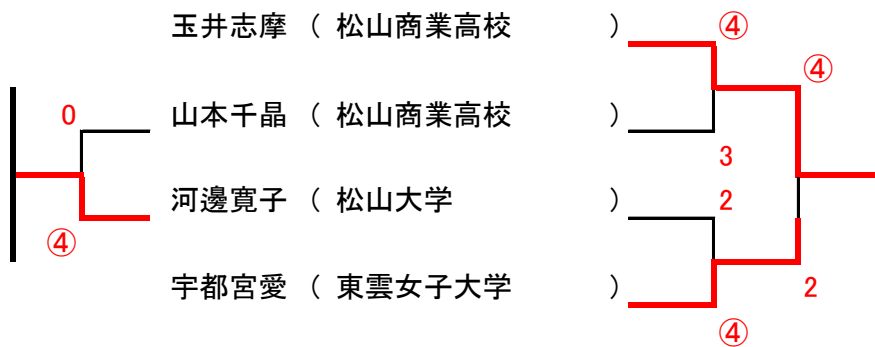 玉井志摩 ( 松山商業高校 ) ④
④
0 山本千晶 ( 松山商業高校 )
3
河邊寛子 ( 松山大学 ) 2
④
宇都宮愛 ( 東雲女子大学 ) 2
④